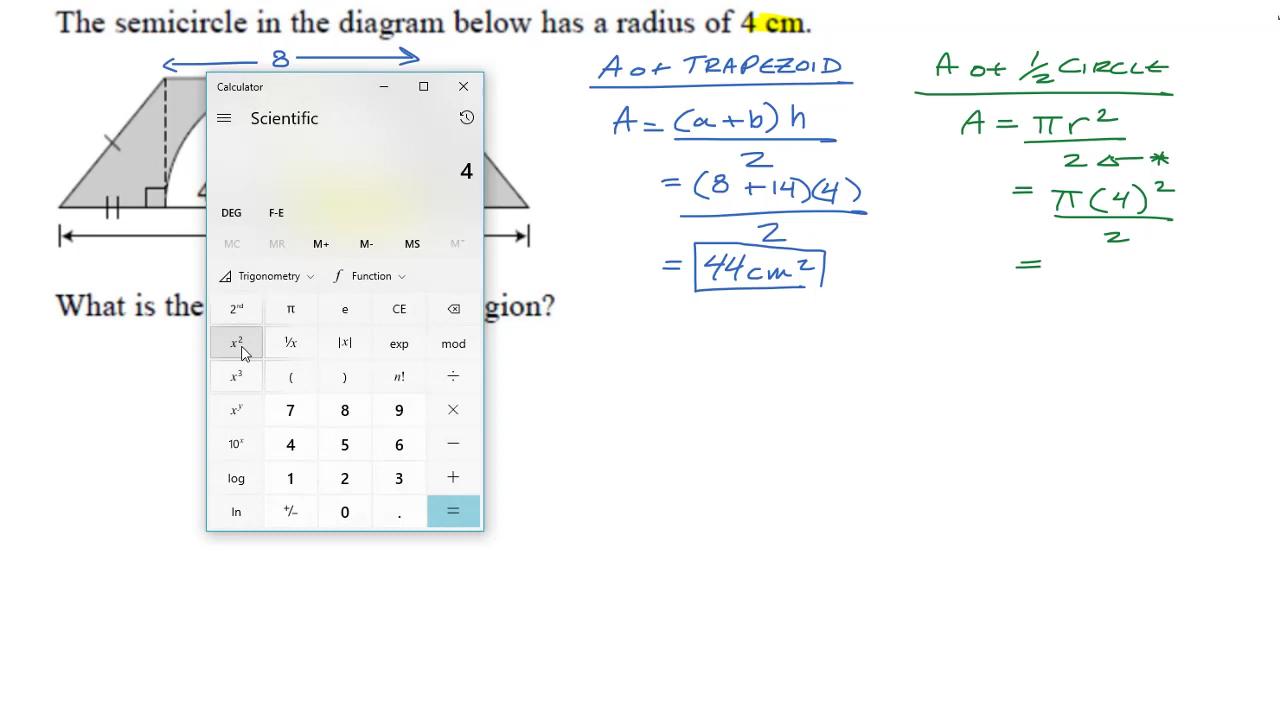 The semicircle in the diagram below has a radius of 4 cm.
8
A of TRAPEZOID
A = (a+b) h
2
= (8 +14)(4)
2
= 44cm²
A of ½ CIRCLE
A = πr²
2 ← *
= π(4)²
2
=
Calculator
Scientific
4
DEG F-E
MC MR M+ M- MS M˅
Trigonometry f Function
2ⁿᵈ π e CE
x² ⅟x |x| exp mod
x³ ( ) n! ÷
xʸ 7 8 9 ×
10ˣ 4 5 6 −
log 1 2 3 +
ln +/− 0 . =
What is the gion?